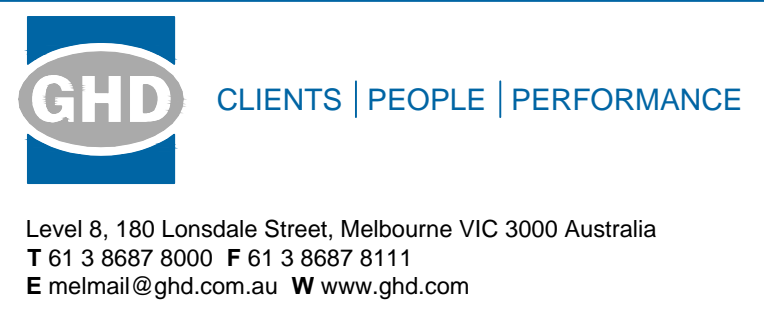 GHD
CLIENTS | PEOPLE | PERFORMANCE
Level 8, 180 Lonsdale Street, Melbourne VIC 3000 Australia
T 61 3 8687 8000 F 61 3 8687 8111
E melmail@ghd.com.au W www.ghd.com